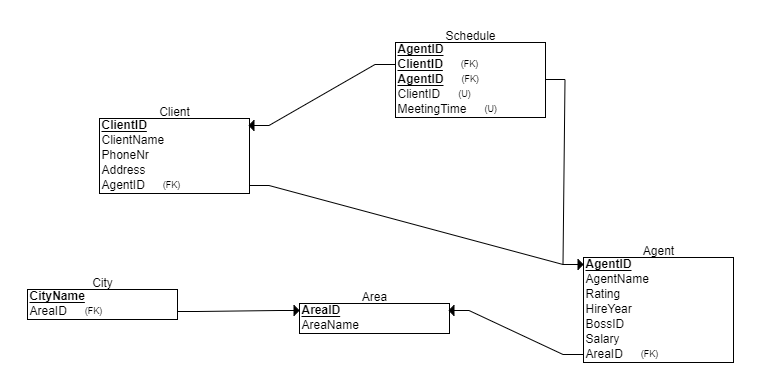 Schedule
AgentID
ClientID (FK)
AgentID (FK)
ClientID (U)
MeetingTime (U)
Client
ClientID
ClientName
PhoneNr
Address
AgentID (FK)
Agent
AgentID
AgentName
Rating
HireYear
BossID
Salary
AreaID (FK)
City
CityName
AreaID (FK)
Area
AreaID
AreaName